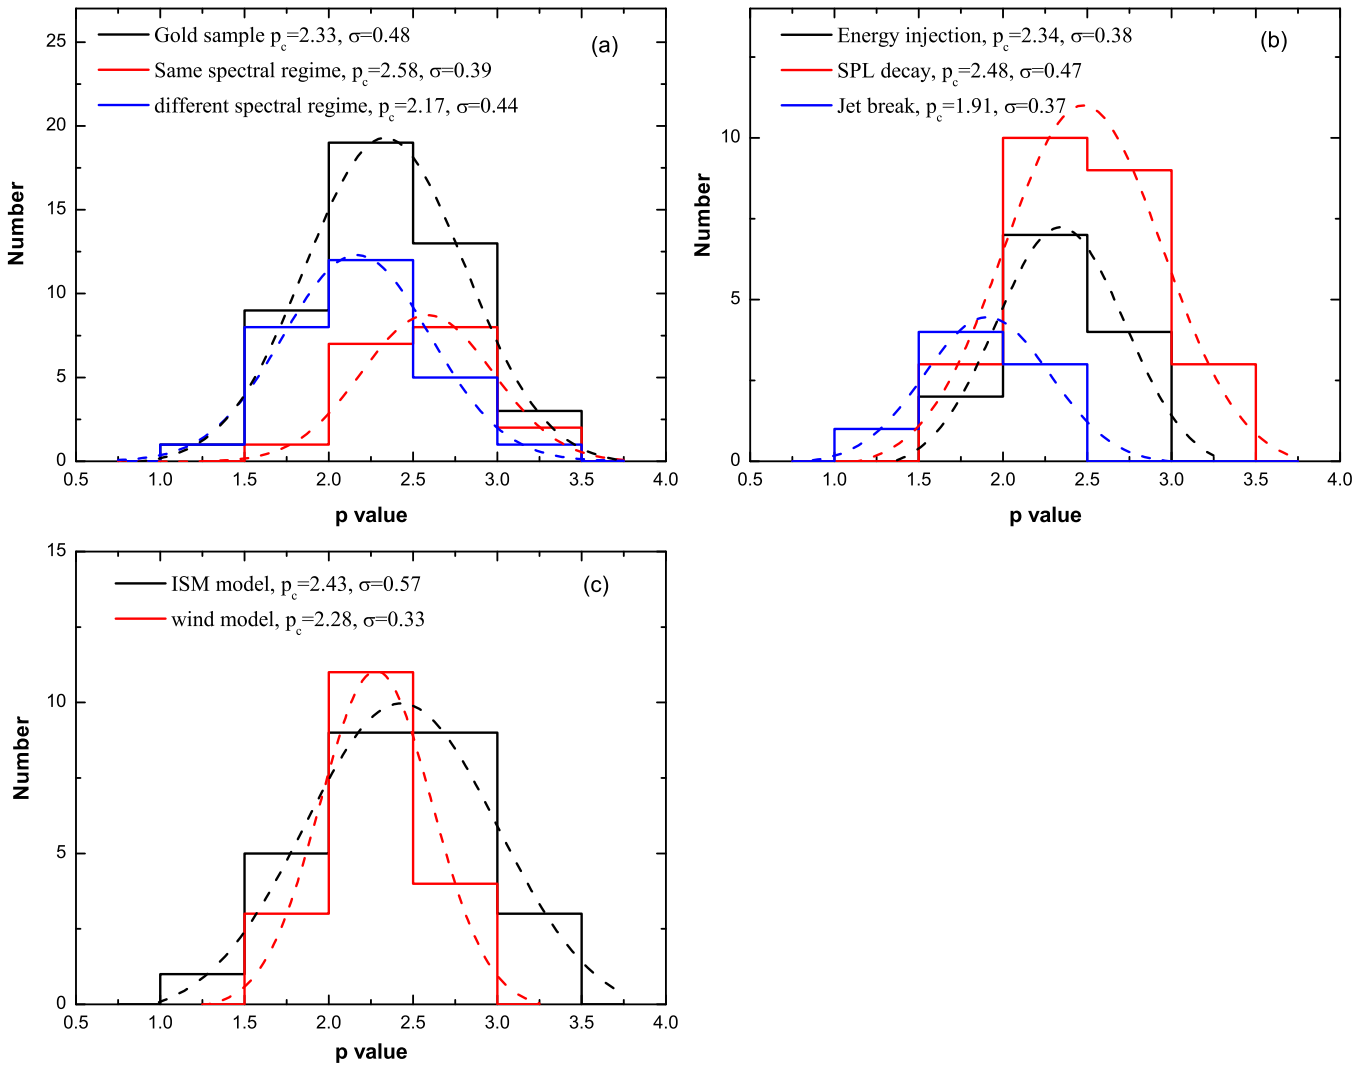 Gold sample p_c=2.33, σ=0.48
(a)
Same spectral regime, p_c=2.58, σ=0.39
different spectral regime, p_c=2.17, σ=0.44
25
20
15
10
5
0
Number
0.5 1.0 1.5 2.0 2.5 3.0 3.5 4.0
p value
Energy injection, p_c=2.34, σ=0.38
(b)
SPL decay, p_c=2.48, σ=0.47
Jet break, p_c=1.91, σ=0.37
10
5
0
Number
0.5 1.0 1.5 2.0 2.5 3.0 3.5 4.0
p value
15
ISM model, p_c=2.43, σ=0.57
(c)
wind model, p_c=2.28, σ=0.33
10
5
0
Number
0.5 1.0 1.5 2.0 2.5 3.0 3.5 4.0
p value